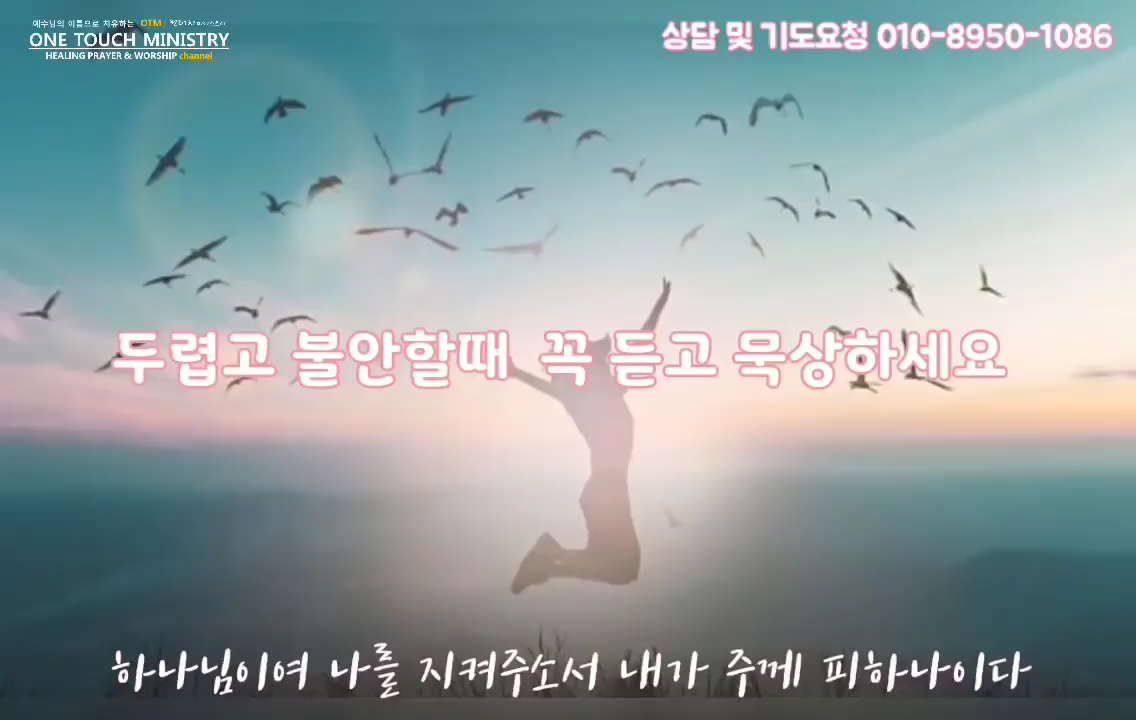 예수님의 이름으로 치유하는 OTM
ONE TOUCH MINISTRY
HEALING PRAYER & WORSHIP channel
상담 및 기도요청 010-8950-1086
두렵고 불안할때 꼭 듣고 묵상하세요
하나님이여 나를 지켜주소서 내가 주께 피하나이다